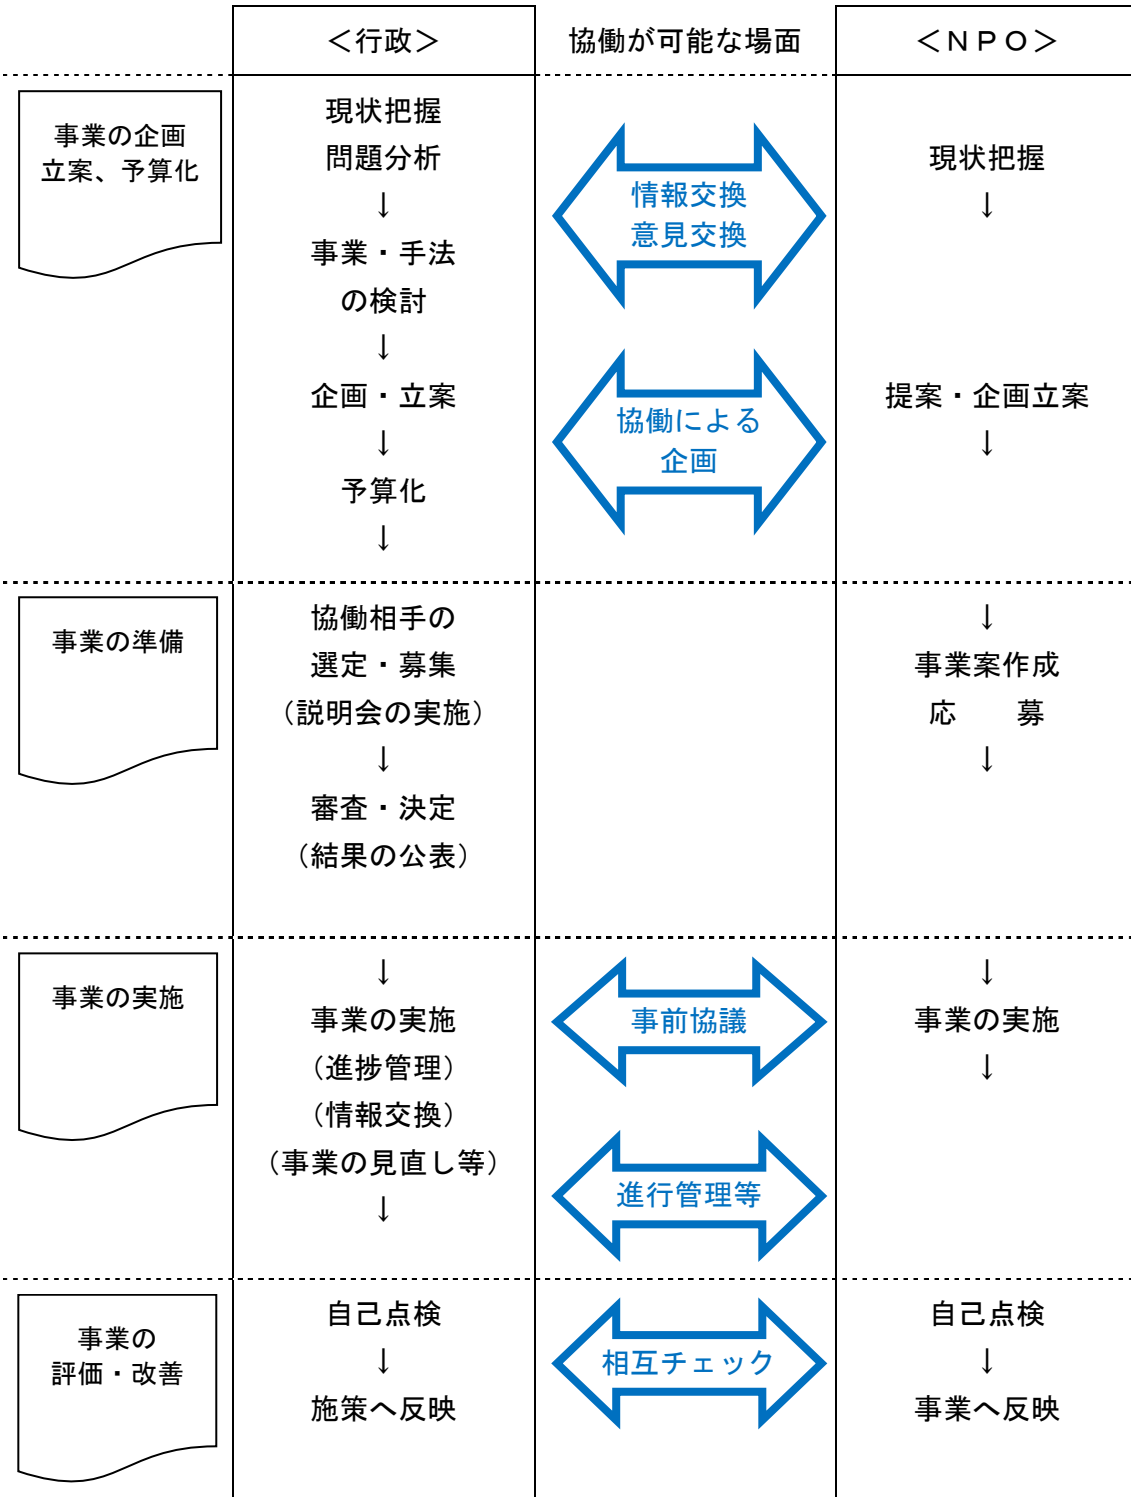 ＜行政＞
協働が可能な場面
＜ＮＰＯ＞
事業の企画
立案、予算化
現状把握
問題分析
↓
事業・手法
の検討
↓
企画・立案
↓
予算化
↓
情報交換
意見交換
協働による
企画
現状把握
↓
提案・企画立案
↓
事業の準備
協働相手の
選定・募集
（説明会の実施）
↓
審査・決定
（結果の公表）
↓
事業案作成
応　　募
↓
事業の実施
↓
事業の実施
（進捗管理）
（情報交換）
（事業の見直し等）
↓
事前協議
進行管理等
↓
事業の実施
↓
事業の
評価・改善
自己点検
↓
施策へ反映
相互チェック
自己点検
↓
事業へ反映